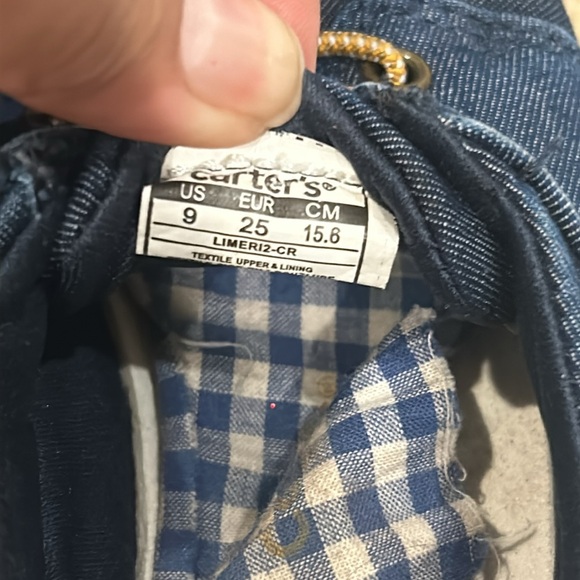 carter's®
US EUR CM
9 25 15.6
LIMERI2-CR
TEXTILE UPPER & LINING